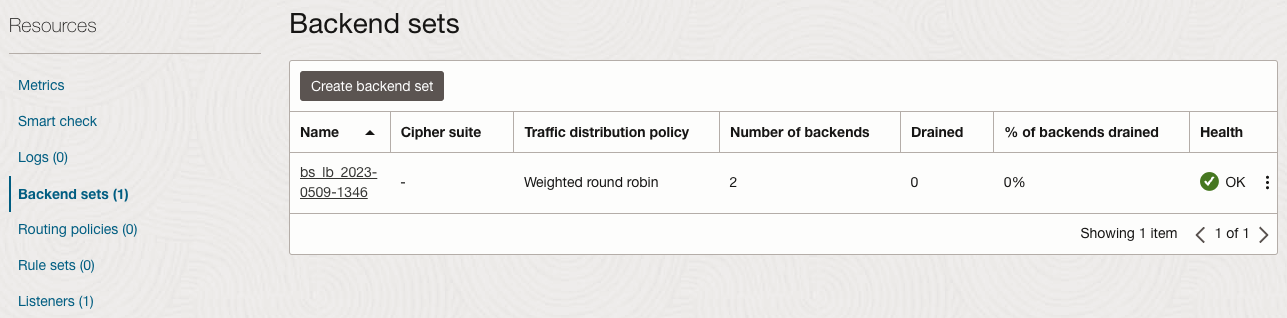 Resources
Metrics
Smart check
Logs (0)
Backend sets (1)
Routing policies (0)
Rule sets (0)
Listeners (1)
Backend sets
Create backend set
Name Cipher suite Traffic distribution policy Number of backends Drained % of backends drained Health
bs_lb_2023-
0509-1346
- Weighted round robin 2 0 0% OK
Showing 1 item 1 of 1